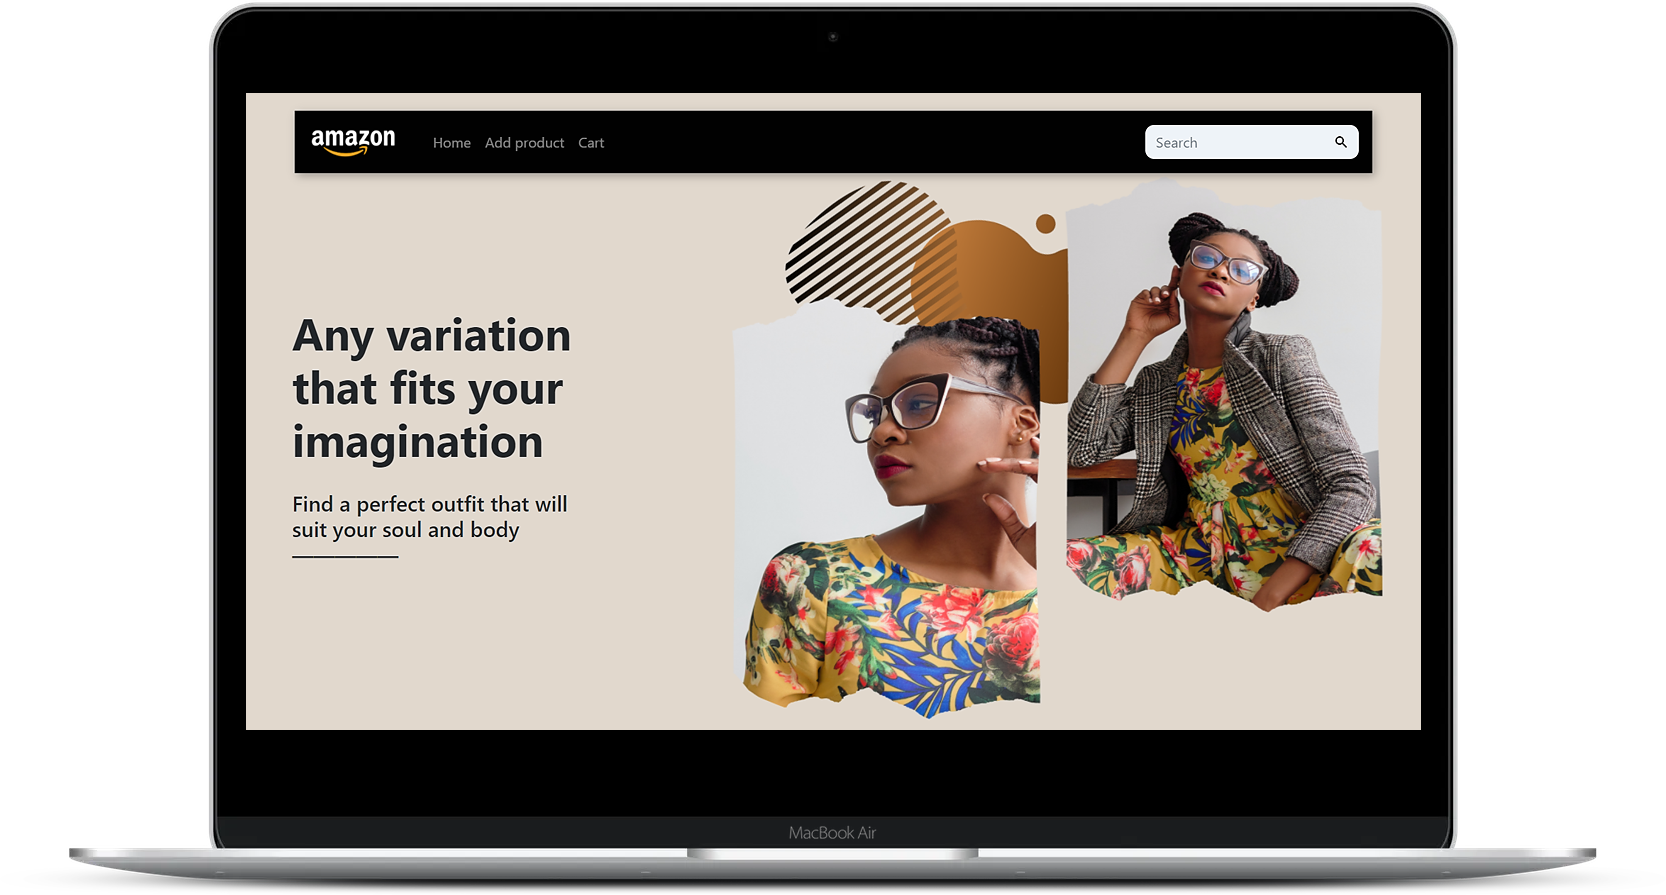 amazon
Home Add product Cart
Search
Any variation
that fits your
imagination
Find a perfect outfit that will
suit your soul and body
MacBook Air